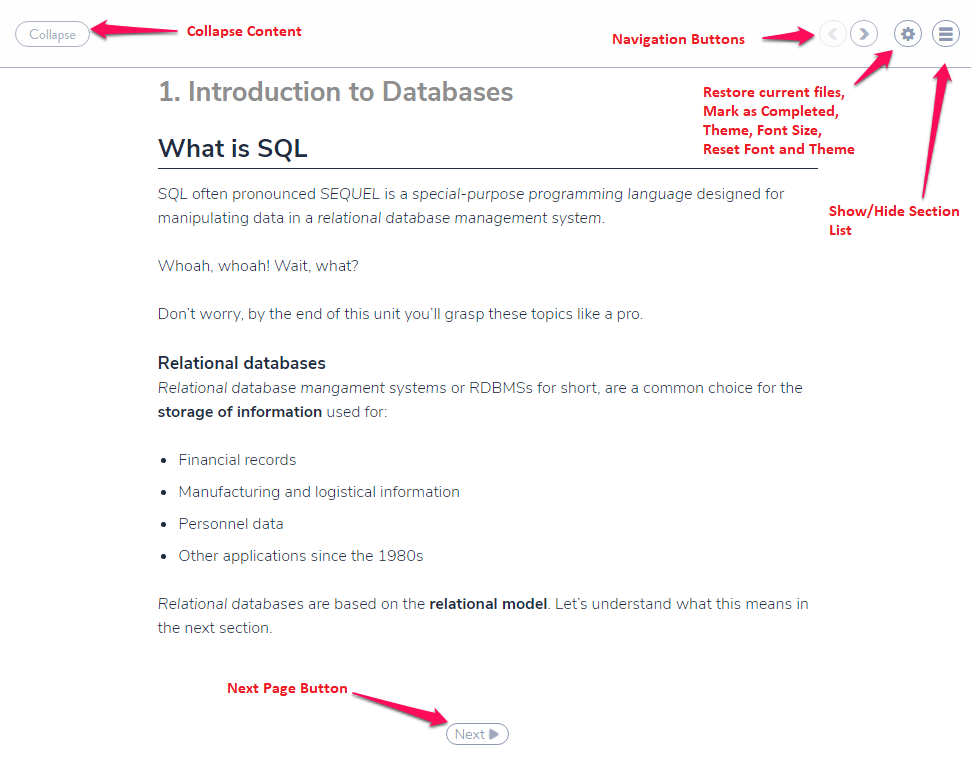 Collapse
Collapse Content
Navigation Buttons
Restore current files,
Mark as Completed,
Theme, Font Size,
Reset Font and Theme
Show/Hide Section
List
1. Introduction to Databases
What is SQL
SQL often pronounced SEQUEL is a special-purpose programming language designed for
manipulating data in a relational database management system.
Whoah, whoah! Wait, what?
Don’t worry, by the end of this unit you’ll grasp these topics like a pro.
Relational databases
Relational database mangament systems or RDBMSs for short, are a common choice for the
storage of information used for:
• Financial records
• Manufacturing and logistical information
• Personnel data
• Other applications since the 1980s
Relational databases are based on the relational model. Let’s understand what this means in
the next section.
Next Page Button
Next